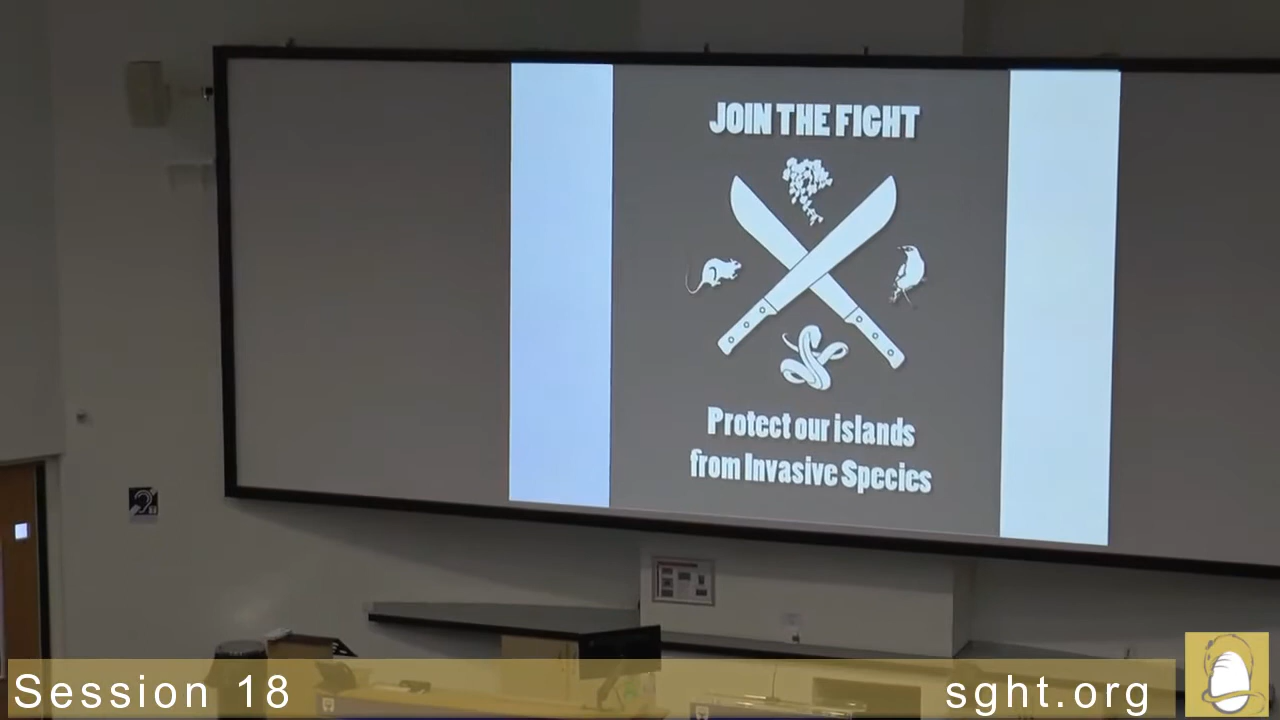 JOIN THE FIGHT
Protect our islands
from Invasive Species
Session 18
sght.org